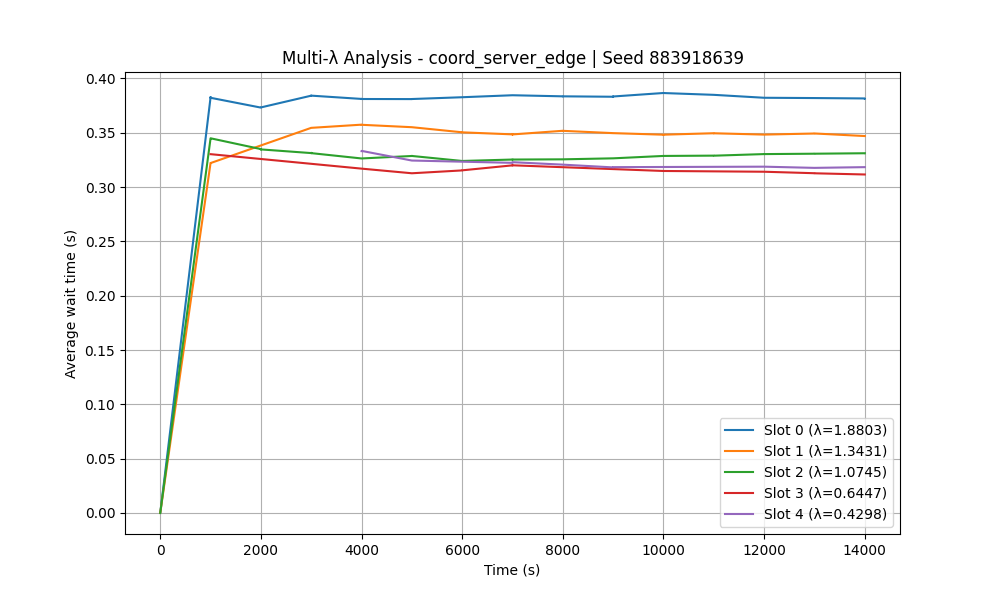 Multi-λ Analysis - coord_server_edge | Seed 883918639
Average wait time (s)
0.40
0.35
0.30
0.25
0.20
0.15
0.10
0.05
0.00
Slot 0 (λ=1.8803)
Slot 1 (λ=1.3431)
Slot 2 (λ=1.0745)
Slot 3 (λ=0.6447)
Slot 4 (λ=0.4298)
0 2000 4000 6000 8000 10000 12000 14000
Time (s)